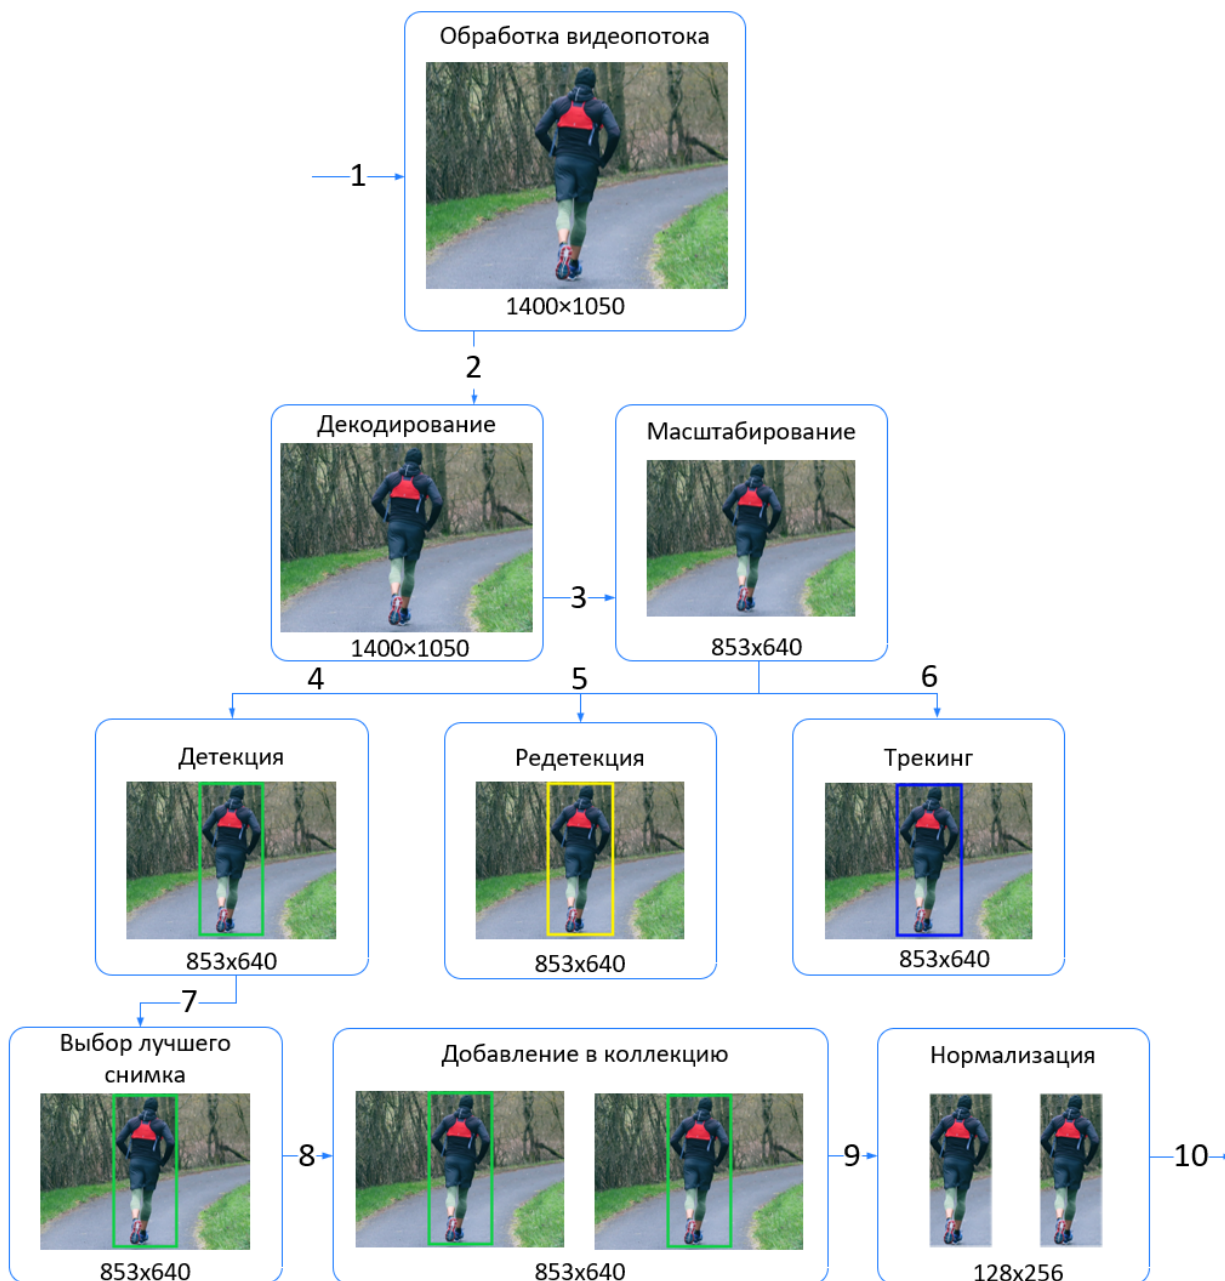 Обработка видеопотока
1
1400×1050
2
Декодирование
Масштабирование
3
1400×1050
853x640
4
5
6
Детекция
Редетекция
Трекинг
853x640
853x640
853x640
7
Выбор лучшего
снимка
Добавление в коллекцию
Нормализация
8
9
10
853x640
853x640
128x256